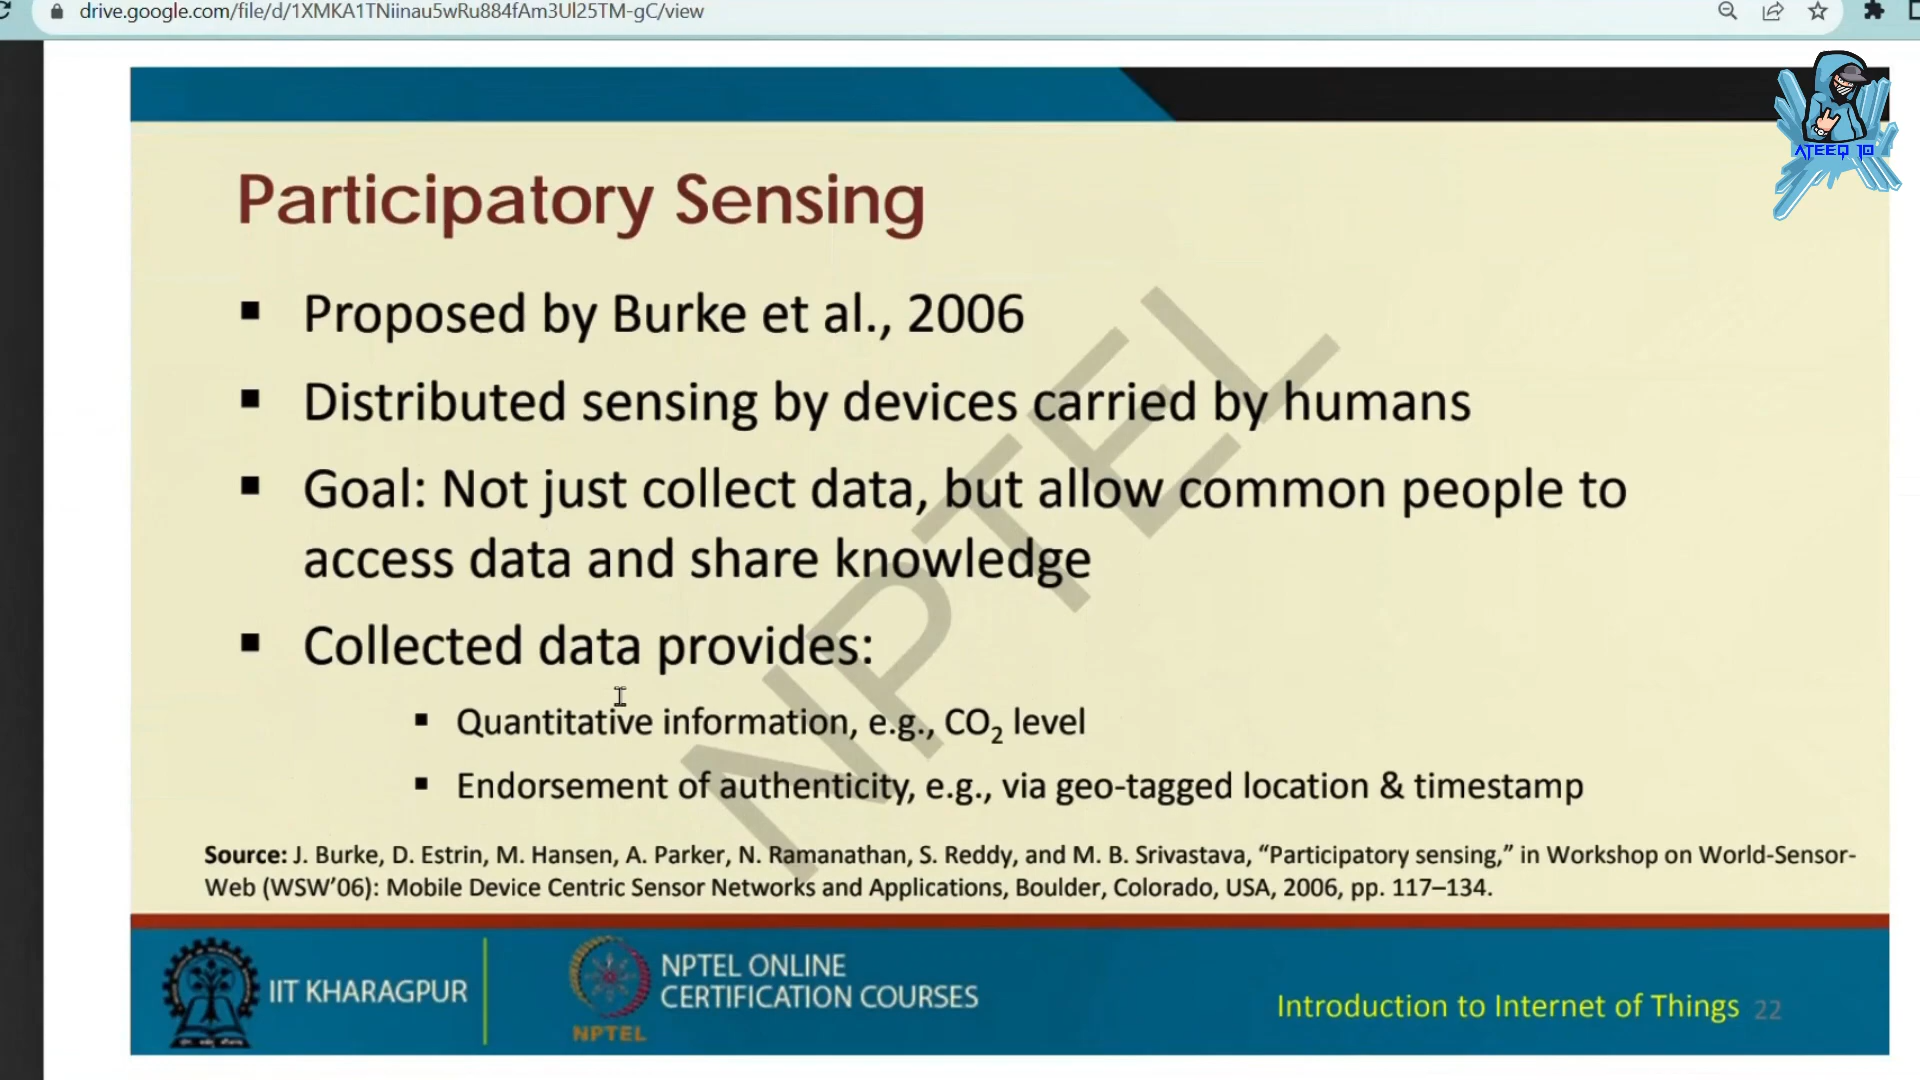 drive.google.com/file/d/1XMKA1TNiinau5wRu884fAm3Ul25TM-gC/view
ATEEQ 10
Participatory Sensing
▪ Proposed by Burke et al., 2006
▪ Distributed sensing by devices carried by humans
▪ Goal: Not just collect data, but allow common people to
access data and share knowledge
▪ Collected data provides:
▪ Quantitative information, e.g., CO₂ level
▪ Endorsement of authenticity, e.g., via geo-tagged location & timestamp
NPTEL
Source: J. Burke, D. Estrin, M. Hansen, A. Parker, N. Ramanathan, S. Reddy, and M. B. Srivastava, “Participatory sensing,” in Workshop on World-Sensor-
Web (WSW’06): Mobile Device Centric Sensor Networks and Applications, Boulder, Colorado, USA, 2006, pp. 117–134.
IIT KHARAGPUR
NPTEL
NPTEL ONLINE
CERTIFICATION COURSES
Introduction to Internet of Things 22